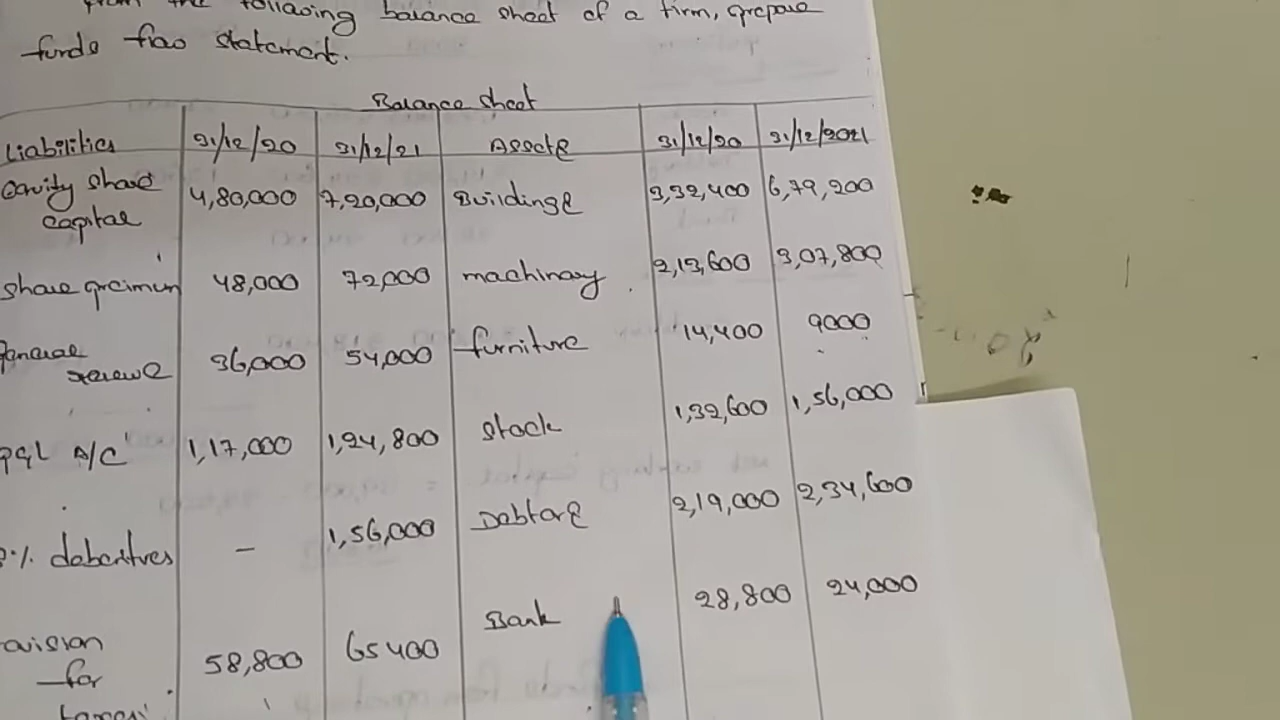 the following balance sheet of a firm, prepare
funds flow statement.
Balance sheet
Liabilities 31/12/20 31/12/21 Assets 31/12/20 31/12/2021
Equity share 4,80,000 7,20,000 Buildings 3,32,400 6,79,200
capital
share premium 48,000 72,000 machinary 2,13,600 3,07,800
General 36,000 54,000 furniture 14,400 9000
reserve
P&L A/C 1,17,000 1,24,800 Stock 1,32,600 1,56,000
% debentures - 1,56,000 Debtors 2,19,000 2,34,600
vision 58,800 65400 Bank 28,800 24,000
for